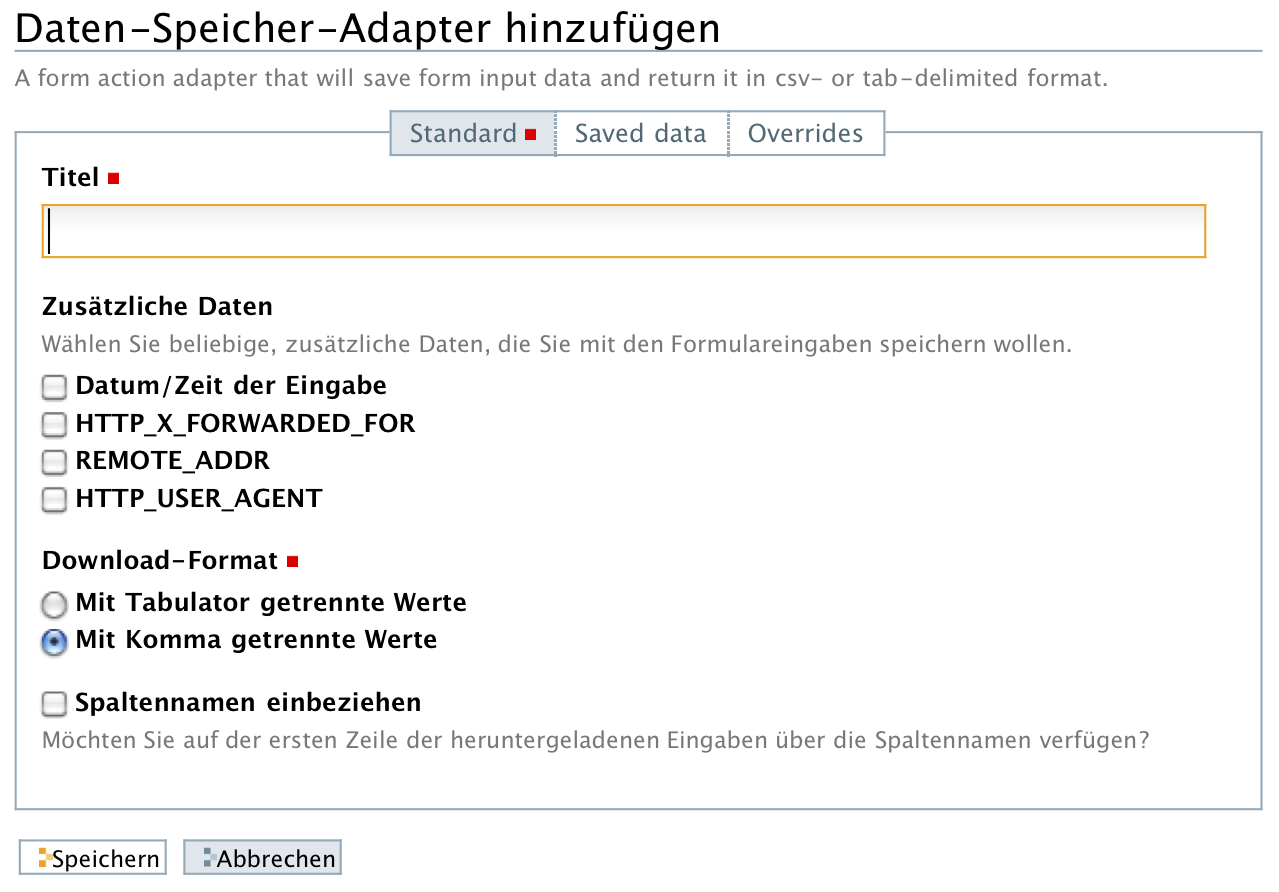 Daten-Speicher-Adapter hinzufügen
A form action adapter that will save form input data and return it in csv- or tab-delimited format.
Standard Saved data Overrides
Titel
Zusätzliche Daten
Wählen Sie beliebige, zusätzliche Daten, die Sie mit den Formulareingaben speichern wollen.
Datum/Zeit der Eingabe
HTTP_X_FORWARDED_FOR
REMOTE_ADDR
HTTP_USER_AGENT
Download-Format
Mit Tabulator getrennte Werte
Mit Komma getrennte Werte
Spaltennamen einbeziehen
Möchten Sie auf der ersten Zeile der heruntergeladenen Eingaben über die Spaltennamen verfügen?
Speichern Abbrechen